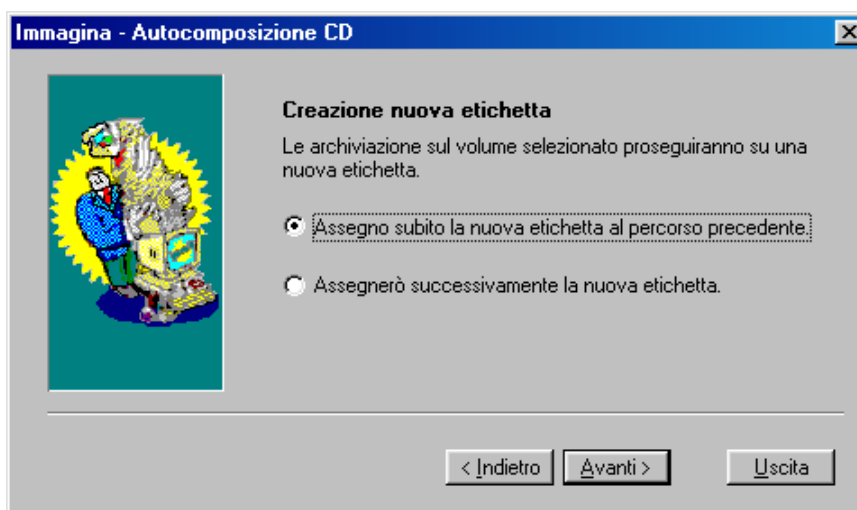 Immagina - Autocomposizione CD
Creazione nuova etichetta
Le archiviazione sul volume selezionato proseguiranno su una
nuova etichetta.
Assegno subito la nuova etichetta al percorso precedente.
Assegnerò successivamente la nuova etichetta.
< Indietro
Avanti >
Uscita